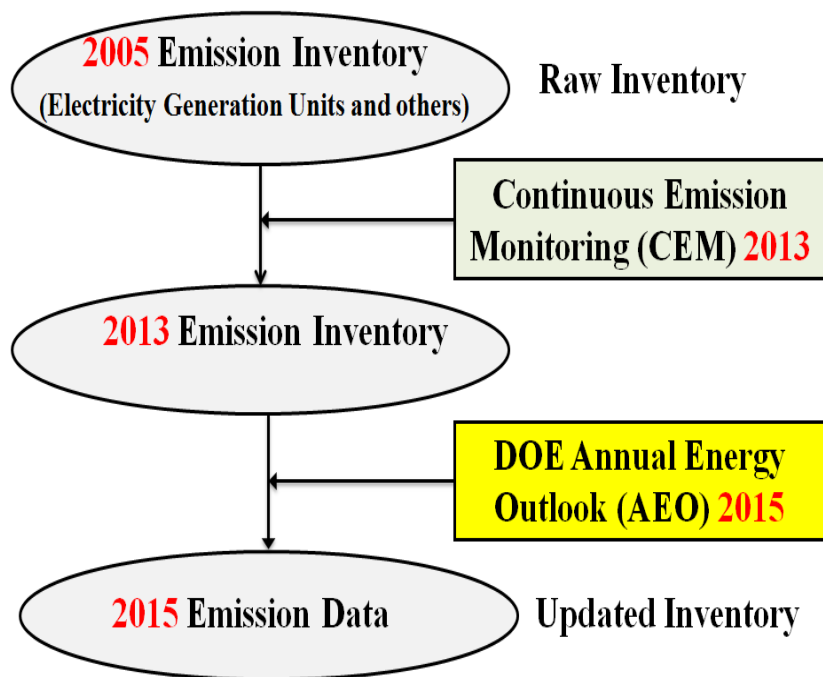 2005 Emission Inventory
(Electricity Generation Units and others)
Raw Inventory
Continuous Emission
Monitoring (CEM) 2013
2013 Emission Inventory
DOE Annual Energy
Outlook (AEO) 2015
2015 Emission Data
Updated Inventory